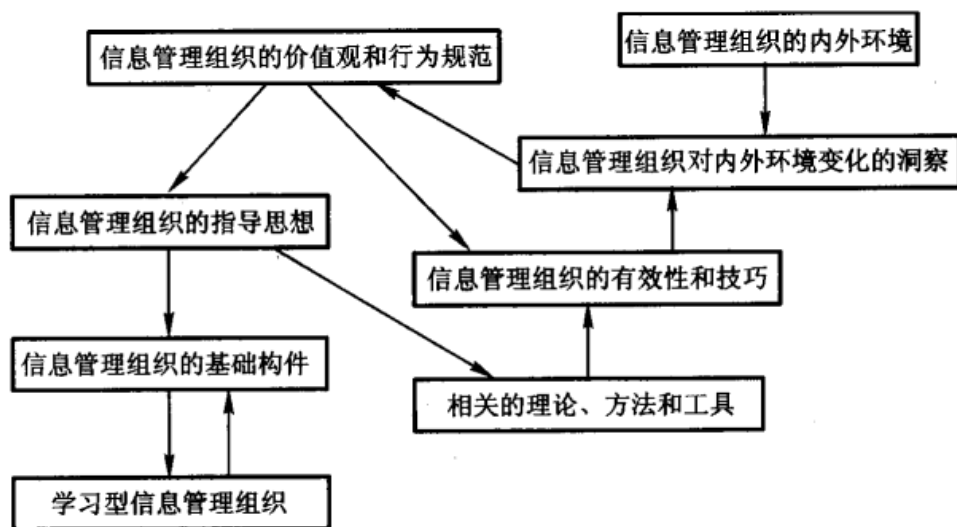 信息管理组织的价值观和行为规范
信息管理组织的内外环境
信息管理组织对内外环境变化的洞察
信息管理组织的指导思想
信息管理组织的有效性和技巧
信息管理组织的基础构件
相关的理论、方法和工具
学习型信息管理组织